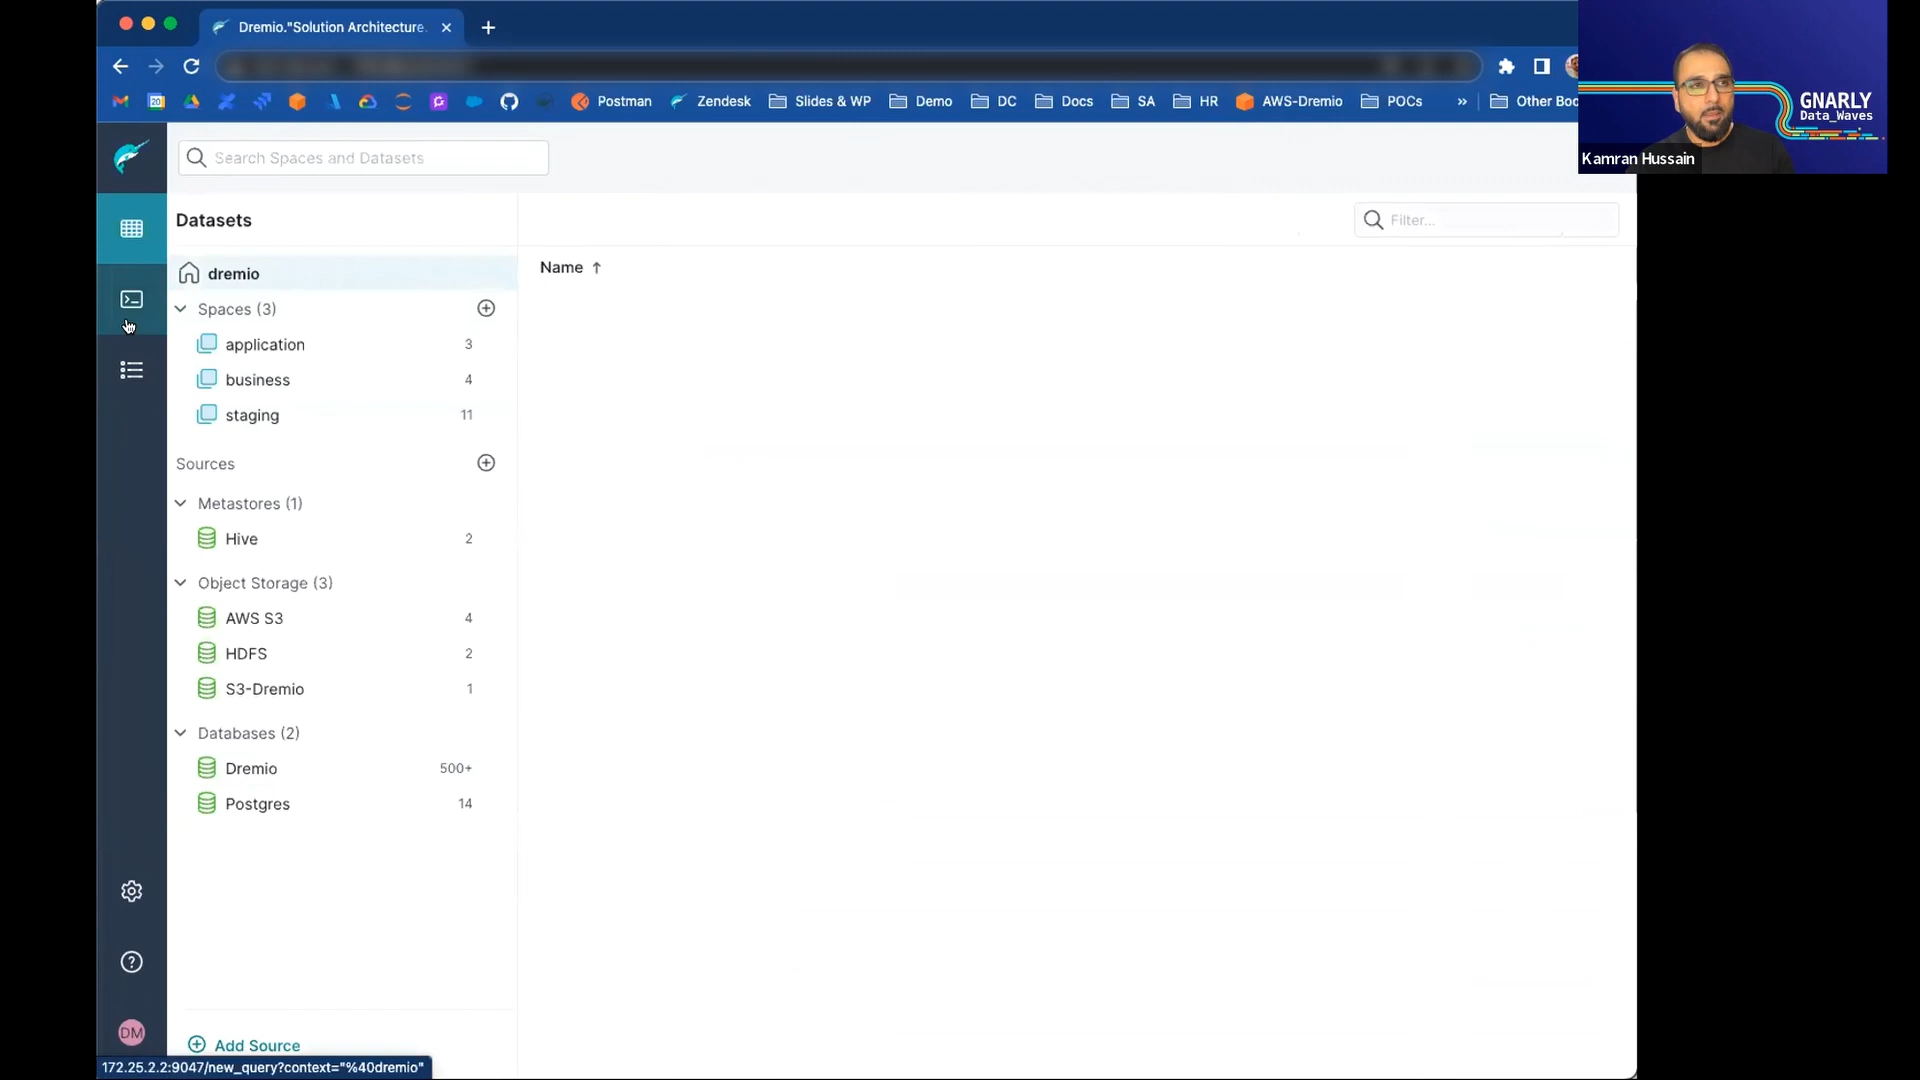 Dremio."Solution Architecture.
Postman
Zendesk
Slides & WP
Demo
DC
Docs
SA
HR
AWS-Dremio
POCs
»
Other Boo
GNARLY
Data_Waves
Kamran Hussain
Search Spaces and Datasets
Datasets
Filter...
dremio
Name
Spaces (3)
application 3
business 4
staging 11
Sources
Metastores (1)
Hive 2
Object Storage (3)
AWS S3 4
HDFS 2
S3-Dremio 1
Databases (2)
Dremio 500+
Postgres 14
DM
Add Source
172.25.2.2:9047/new_query?context="%40dremio"